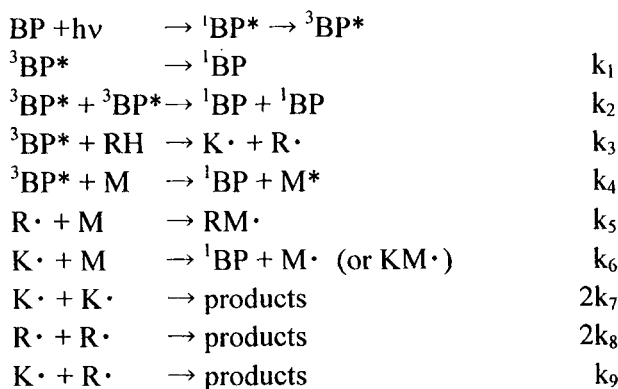 BP +hν → ¹BP* → ³BP*
³BP* → ¹BP k₁
³BP* + ³BP* → ¹BP + ¹BP k₂
³BP* + RH → K· + R· k₃
³BP* + M → ¹BP + M* k₄
R· + M → RM· k₅
K· + M → ¹BP + M· (or KM·) k₆
K· + K· → products 2k₇
R· + R· → products 2k₈
K· + R· → products k₉